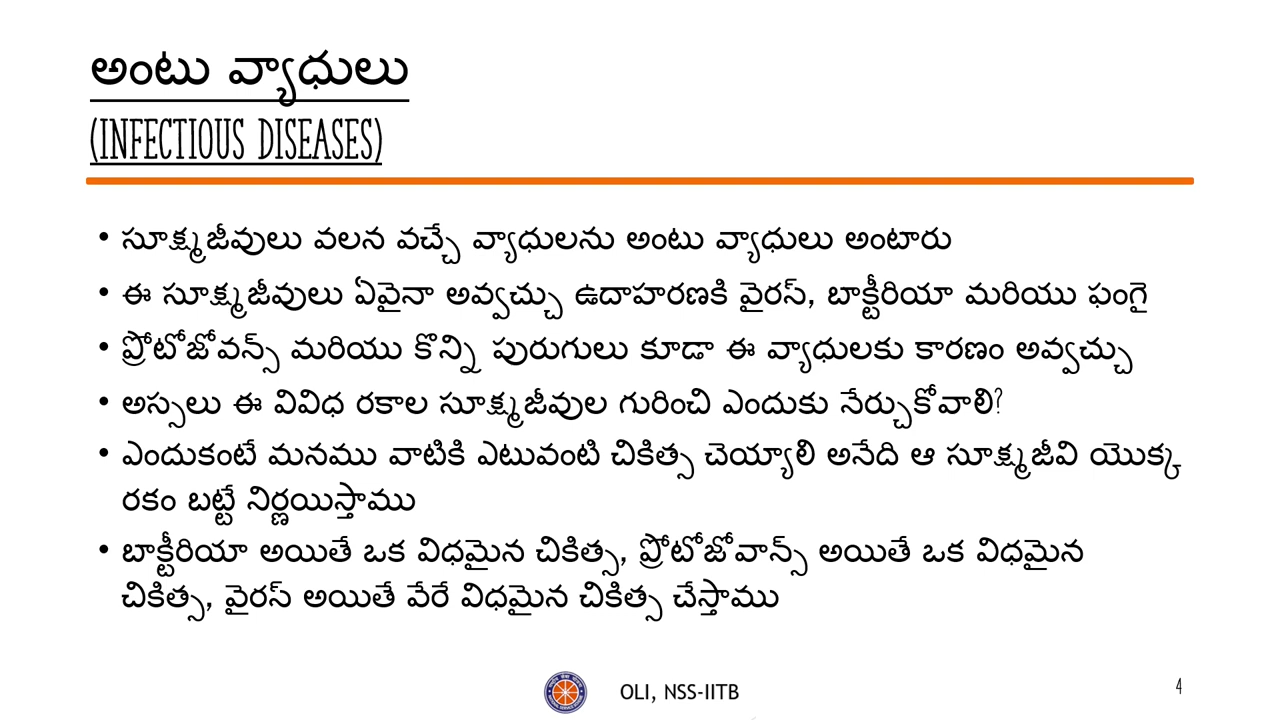 అంటు వ్యాధులు
(INFECTIOUS DISEASES)
• సూక్ష్మజీవులు వలన వచ్చే వ్యాధులను అంటు వ్యాధులు అంటారు
• ఈ సూక్ష్మజీవులు ఏవైనా అవ్వచ్చు ఉదాహరణకి వైరస్, బాక్టీరియా మరియు ఫంగై
• ప్రోటోజోవన్స్ మరియు కొన్ని పురుగులు కూడా ఈ వ్యాధులకు కారణం అవ్వచ్చు
• అస్సలు ఈ వివిధ రకాల సూక్ష్మజీవుల గురించి ఎందుకు నేర్చుకోవాలి?
• ఎందుకంటే మనము వాటికి ఎటువంటి చికిత్స చెయ్యాలి అనేది ఆ సూక్ష్మజీవి యొక్క
రకం బట్టే నిర్ణయిస్తాము
• బాక్టీరియా అయితే ఒక విధమైన చికిత్స, ప్రోటోజోవాన్స్ అయితే ఒక విధమైన
చికిత్స, వైరస్ అయితే వేరే విధమైన చికిత్స చేస్తాము
OLI, NSS-IITB
4